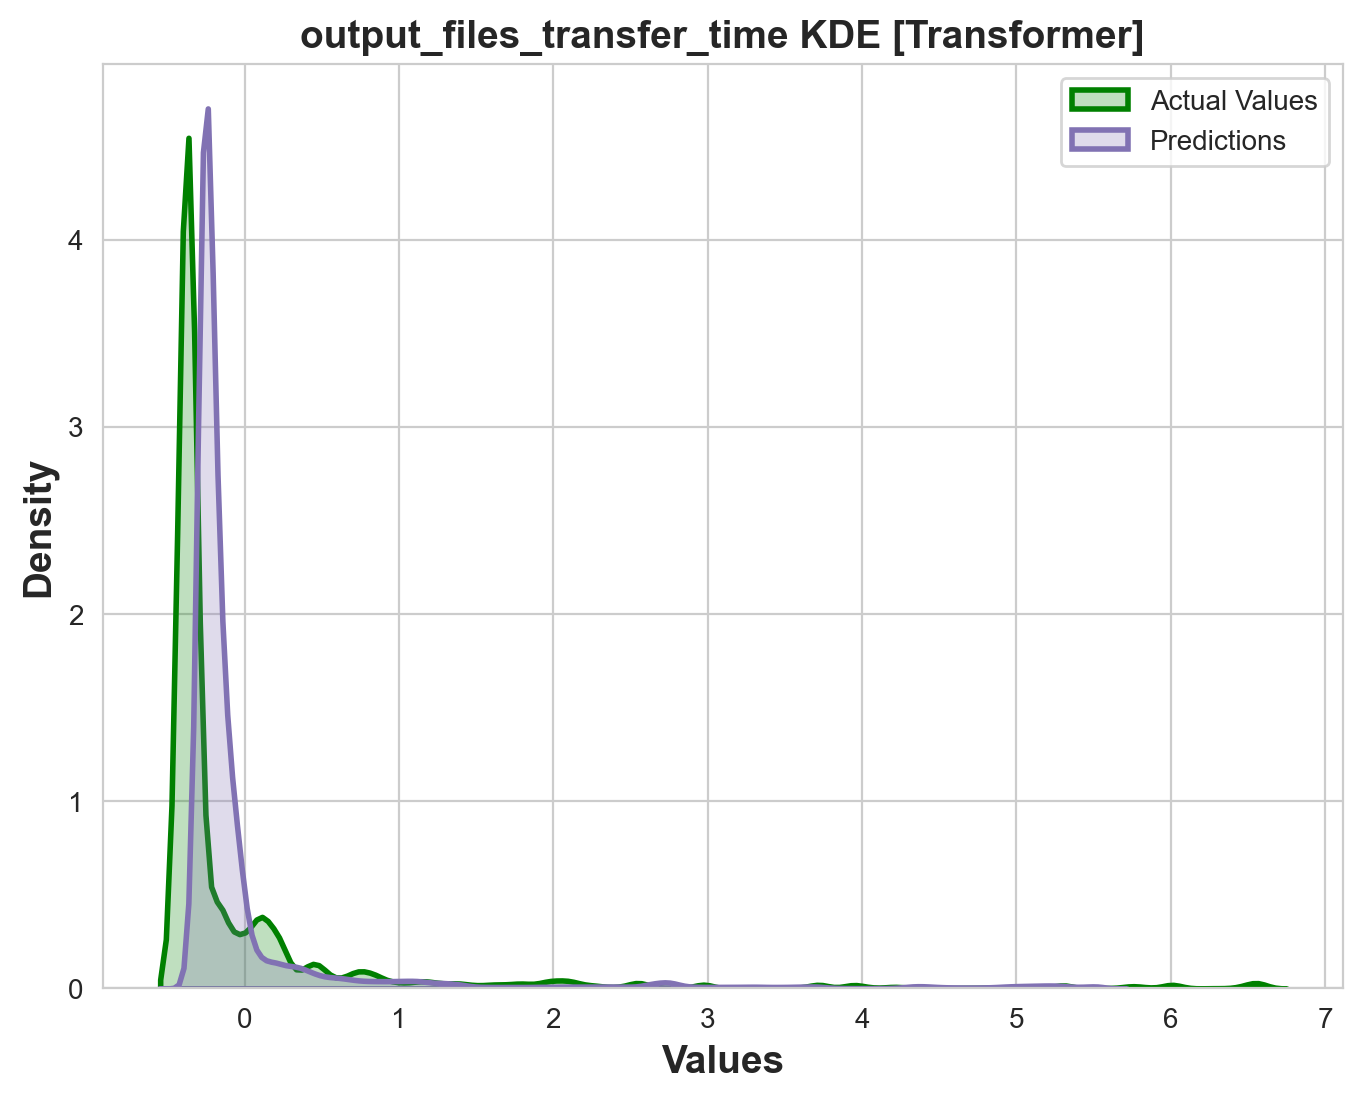 output_files_transfer_time KDE [Transformer]
Actual Values
Predictions
Density
4
3
2
1
0
0 1 2 3 4 5 6 7
Values